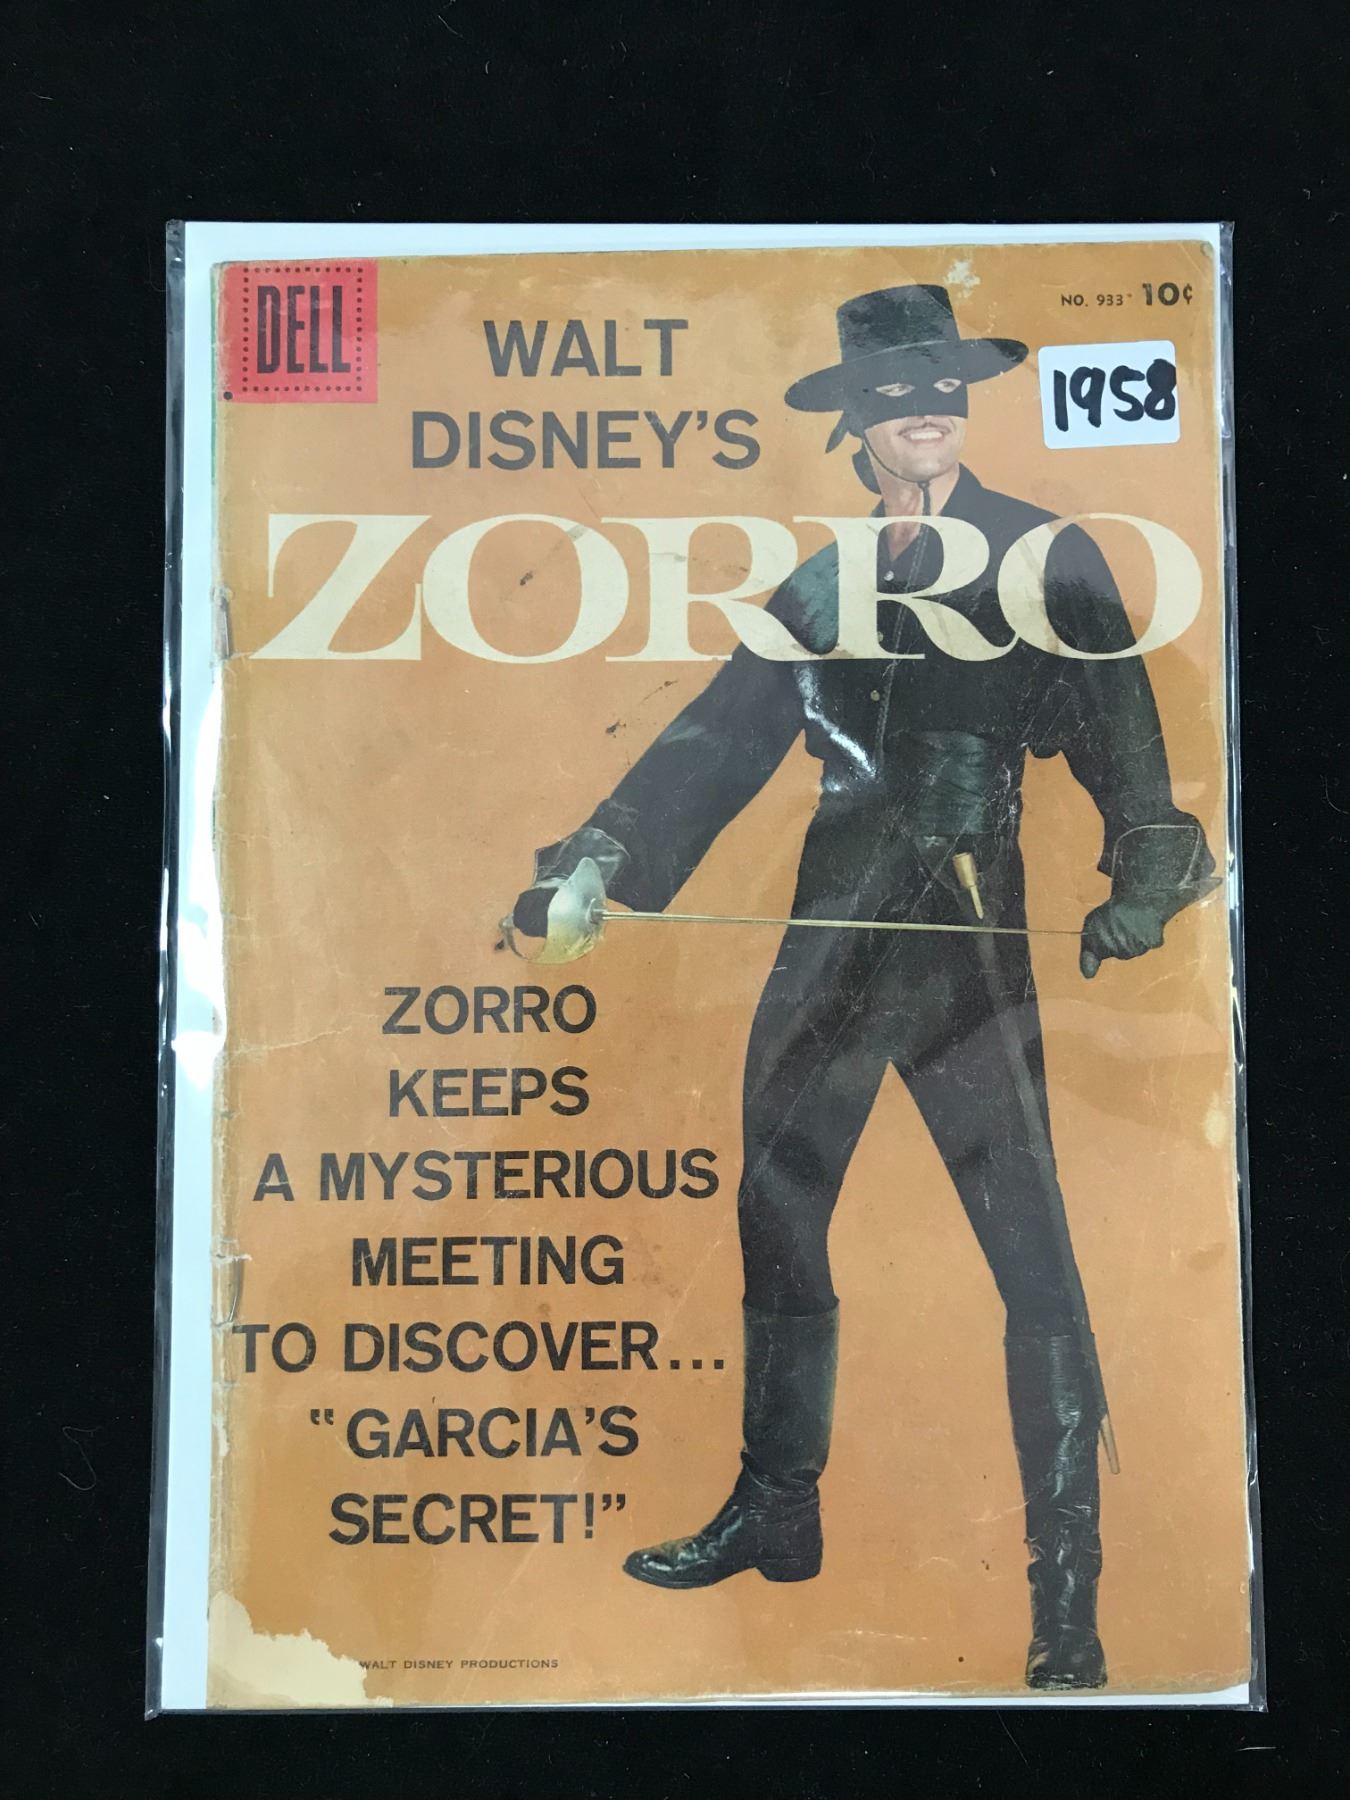 DELL
NO. 933 10¢
1958
WALT
DISNEY'S
ZORRO
ZORRO
KEEPS
A MYSTERIOUS
MEETING
TO DISCOVER...
“GARCIA’S
SECRET!”
WALT DISNEY PRODUCTIONS